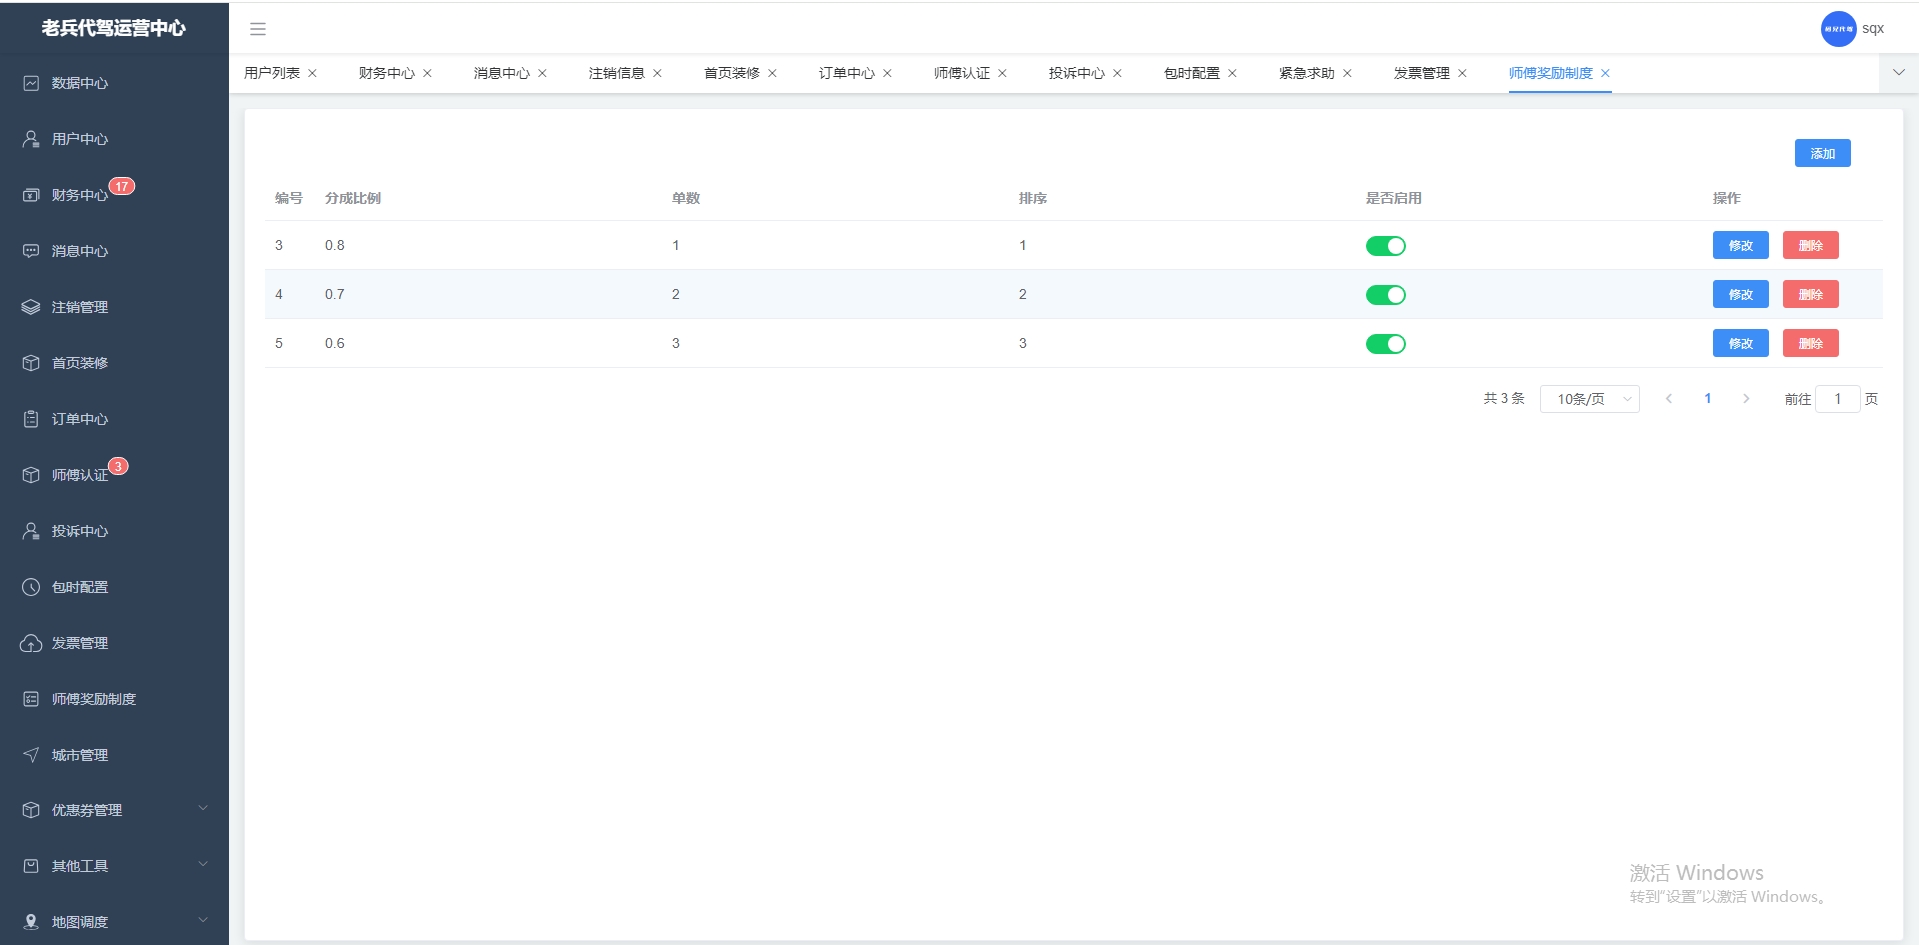 老兵代驾运营中心
sqx
数据中心
用户中心
财务中心 17
消息中心
注销管理
首页装修
订单中心
师傅认证 3
投诉中心
包时配置
发票管理
师傅奖励制度
城市管理
优惠券管理
其他工具
地图调度
用户列表 财务中心 消息中心 注销信息 首页装修 订单中心 师傅认证 投诉中心 包时配置 紧急求助 发票管理 师傅奖励制度
添加
编号 分成比例 单数 排序 是否启用 操作
3 0.8 1 1 修改 删除
4 0.7 2 2 修改 删除
5 0.6 3 3 修改 删除
共 3 条 10条/页 1 前往 1 页
激活 Windows
转到“设置”以激活 Windows。